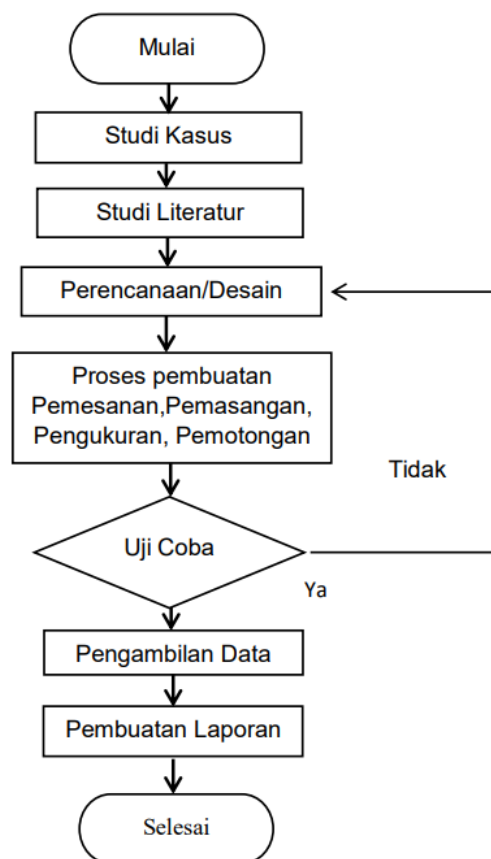 Mulai
Studi Kasus
Studi Literatur
Perencanaan/Desain
Proses pembuatan
Pemesanan,Pemasangan,
Pengukuran, Pemotongan
Tidak
Uji Coba
Ya
Pengambilan Data
Pembuatan Laporan
Selesai